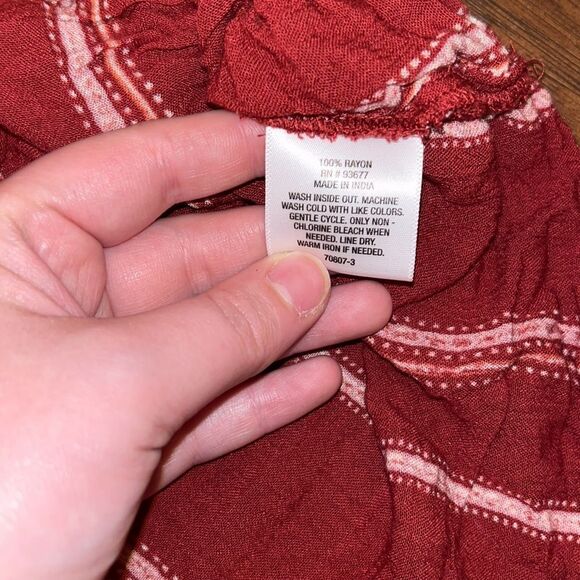 100% RAYON
RN # 93677
MADE IN INDIA
WASH INSIDE OUT. MACHINE
WASH COLD WITH LIKE COLORS.
GENTLE CYCLE. ONLY NON -
CHLORINE BLEACH WHEN
NEEDED. LINE DRY.
WARM IRON IF NEEDED.
70807-3